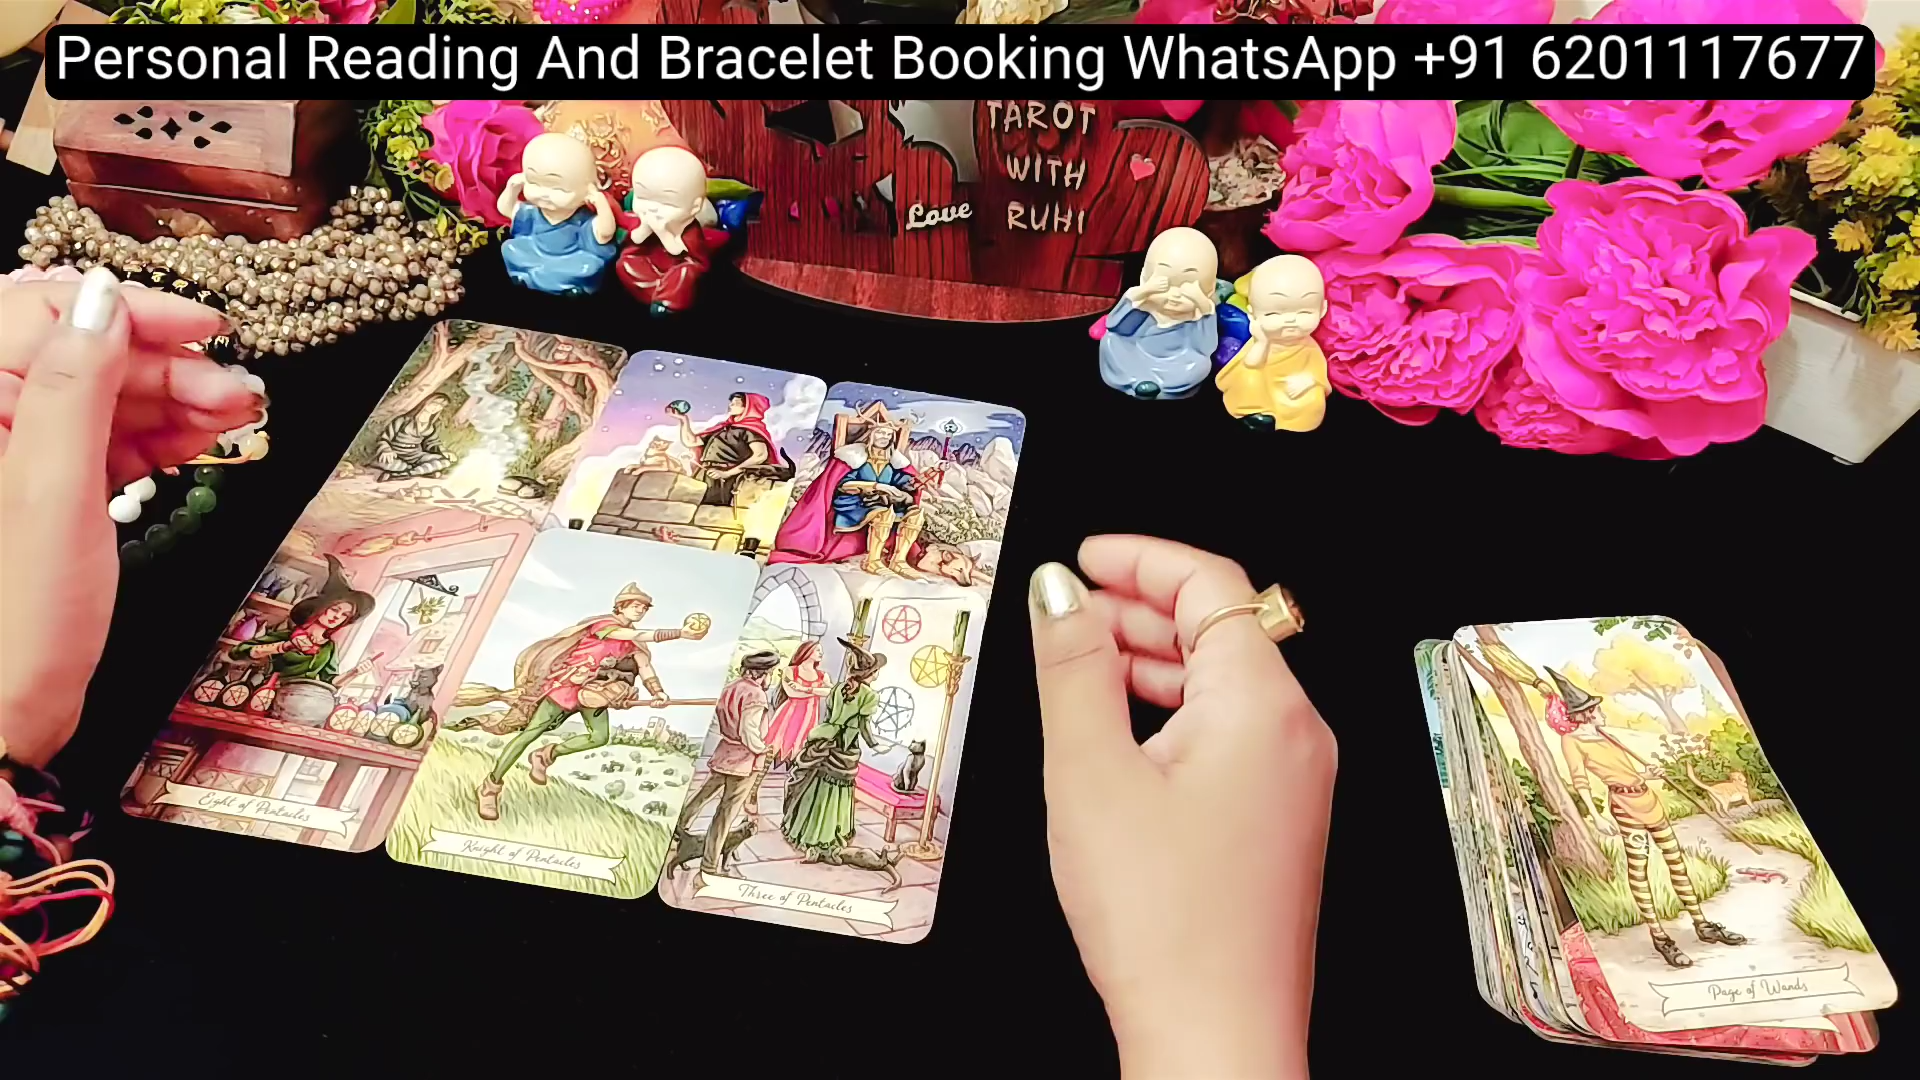 Personal Reading And Bracelet Booking WhatsApp +91 6201117677
TAROT
WITH
RUHI
Love
Eight of Pentacles
Knight of Pentacles
Three of Pentacles
Page of Wands